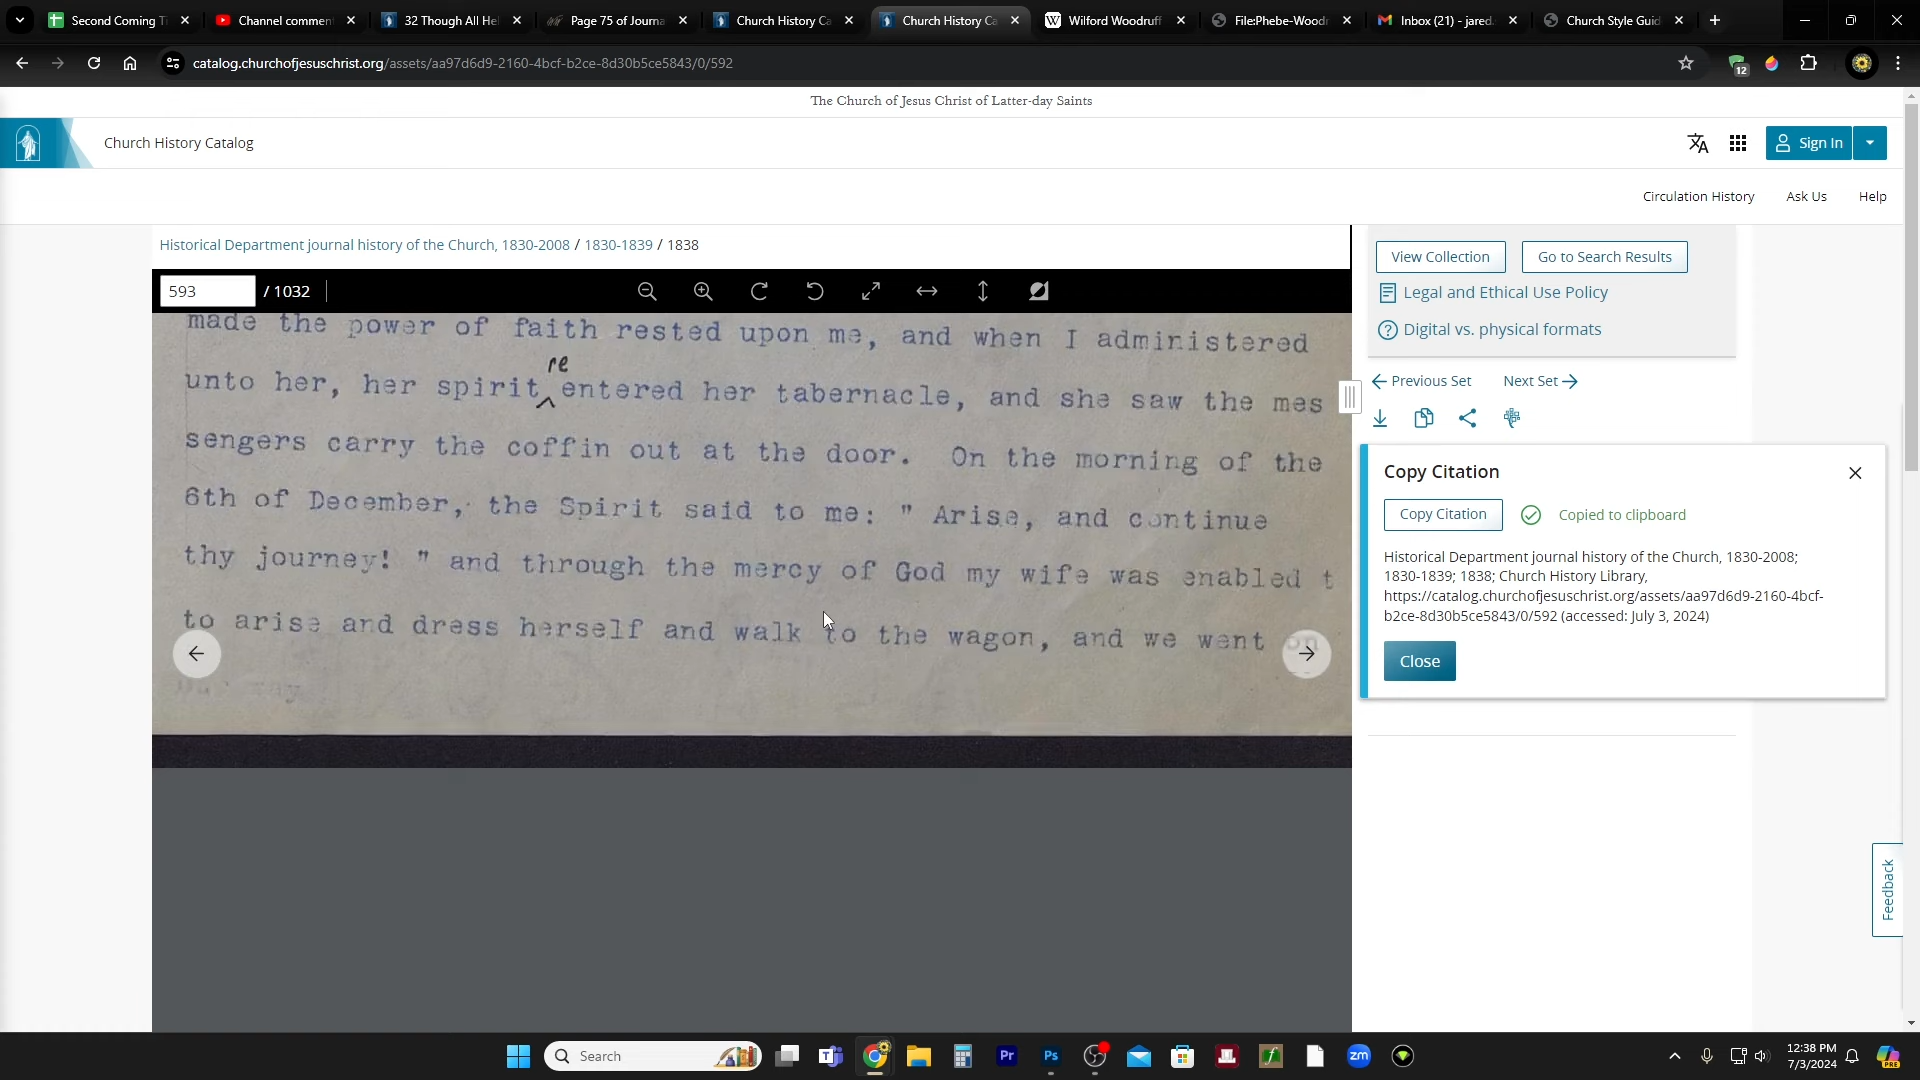 Second Coming T
Channel commen
32 Though All He
Page 75 of Journa
Church History Ca
Church History Ca
Wilford Woodruff
File:Phebe-Woodr
Inbox (21) - jared.
Church Style Guid
catalog.churchofjesuschrist.org/assets/aa97d6d9-2160-4bcf-b2ce-8d30b5ce5843/0/592
12
The Church of Jesus Christ of Latter-day Saints
Church History Catalog
Sign In
Circulation History Ask Us Help
Historical Department journal history of the Church, 1830-2008 / 1830-1839 / 1838
593 / 1032
made the power of faith rested upon me, and when I administered
re
unto her, her spirit ^ entered her tabernacle, and she saw the mes
sengers carry the coffin out at the door. On the morning of the
6th of December, the Spirit said to me: " Arise, and continue
thy journey! " and through the mercy of God my wife was enabled t
to arise and dress herself and walk to the wagon, and we went on
View Collection
Go to Search Results
Legal and Ethical Use Policy
Digital vs. physical formats
Previous Set Next Set
Copy Citation
Copy Citation Copied to clipboard
Historical Department journal history of the Church, 1830-2008;
1830-1839; 1838; Church History Library,
https://catalog.churchofjesuschrist.org/assets/aa97d6d9-2160-4bcf-
b2ce-8d30b5ce5843/0/592 (accessed: July 3, 2024)
Close
Feedback
Search
Pr
Ps
zm
PRE
12:38 PM
7/3/2024